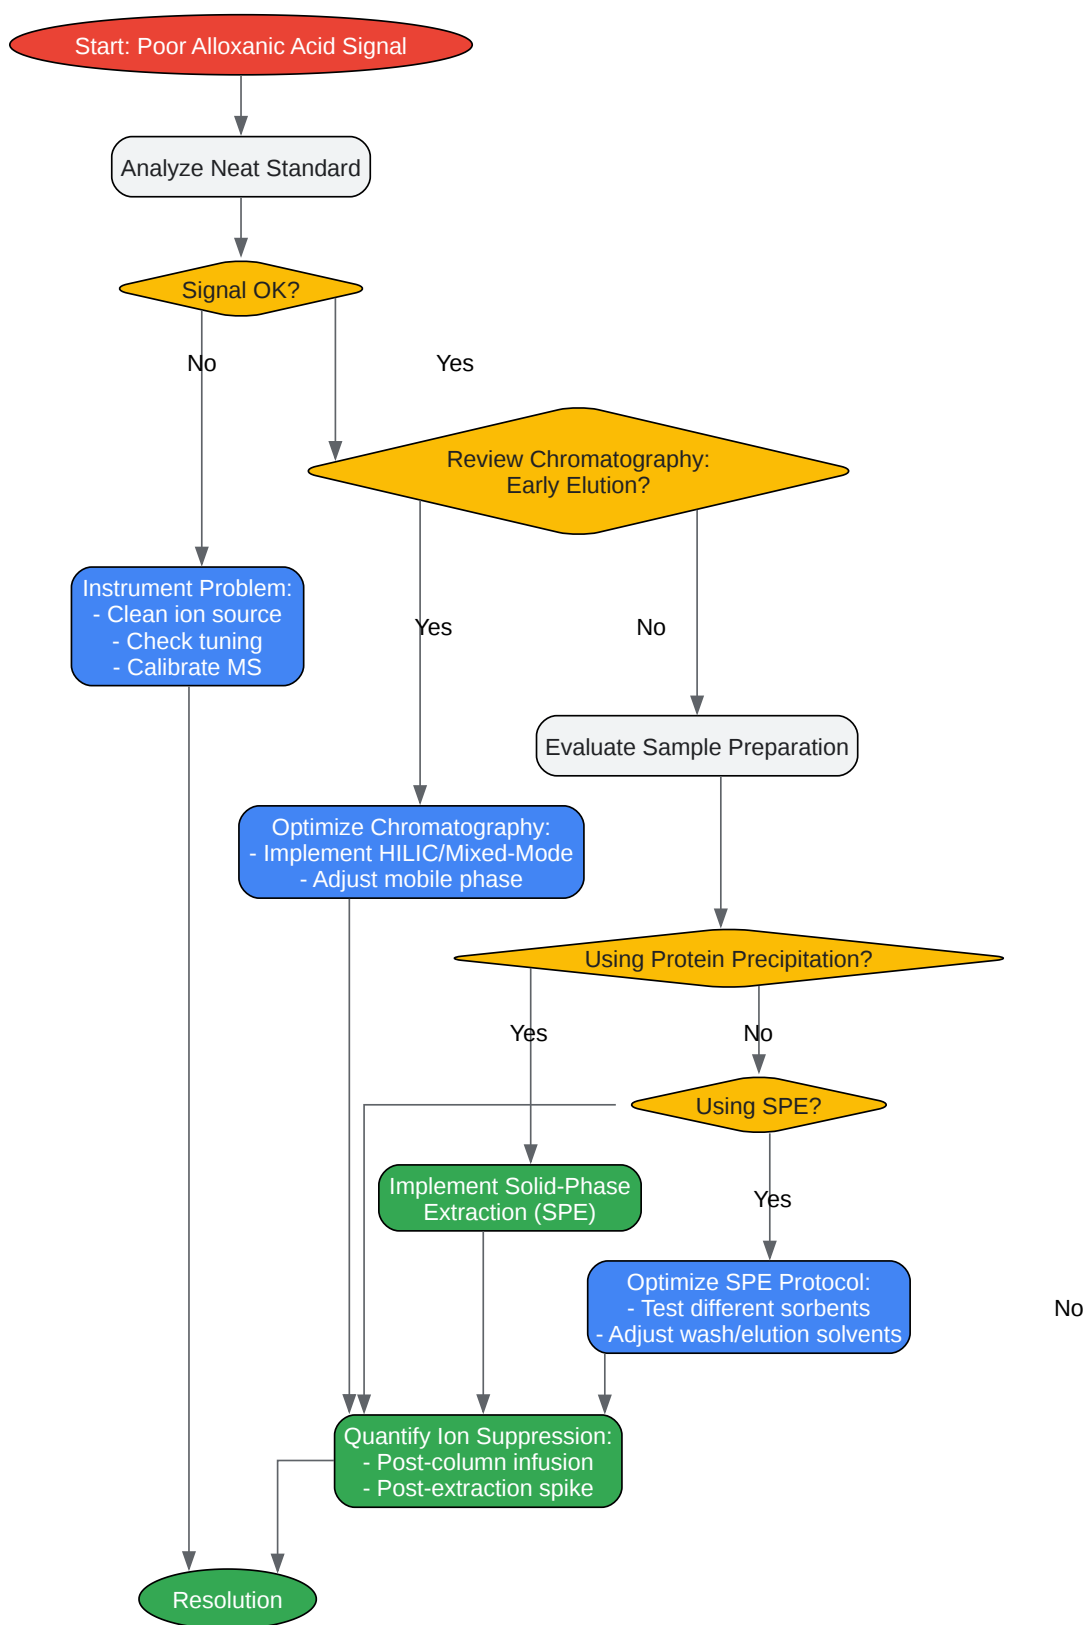 Start: Poor Alloxanic Acid Signal
Analyze Neat Standard
Signal OK?
No
Yes
Review Chromatography:
Early Elution?
Instrument Problem:
- Clean ion source
- Check tuning
- Calibrate MS
Yes
No
Evaluate Sample Preparation
Optimize Chromatography:
- Implement HILIC/Mixed-Mode
- Adjust mobile phase
Using Protein Precipitation?
Yes
No
Using SPE?
Implement Solid-Phase
Extraction (SPE)
Yes
Optimize SPE Protocol:
- Test different sorbents
- Adjust wash/elution solvents
No
Quantify Ion Suppression:
- Post-column infusion
- Post-extraction spike
Resolution